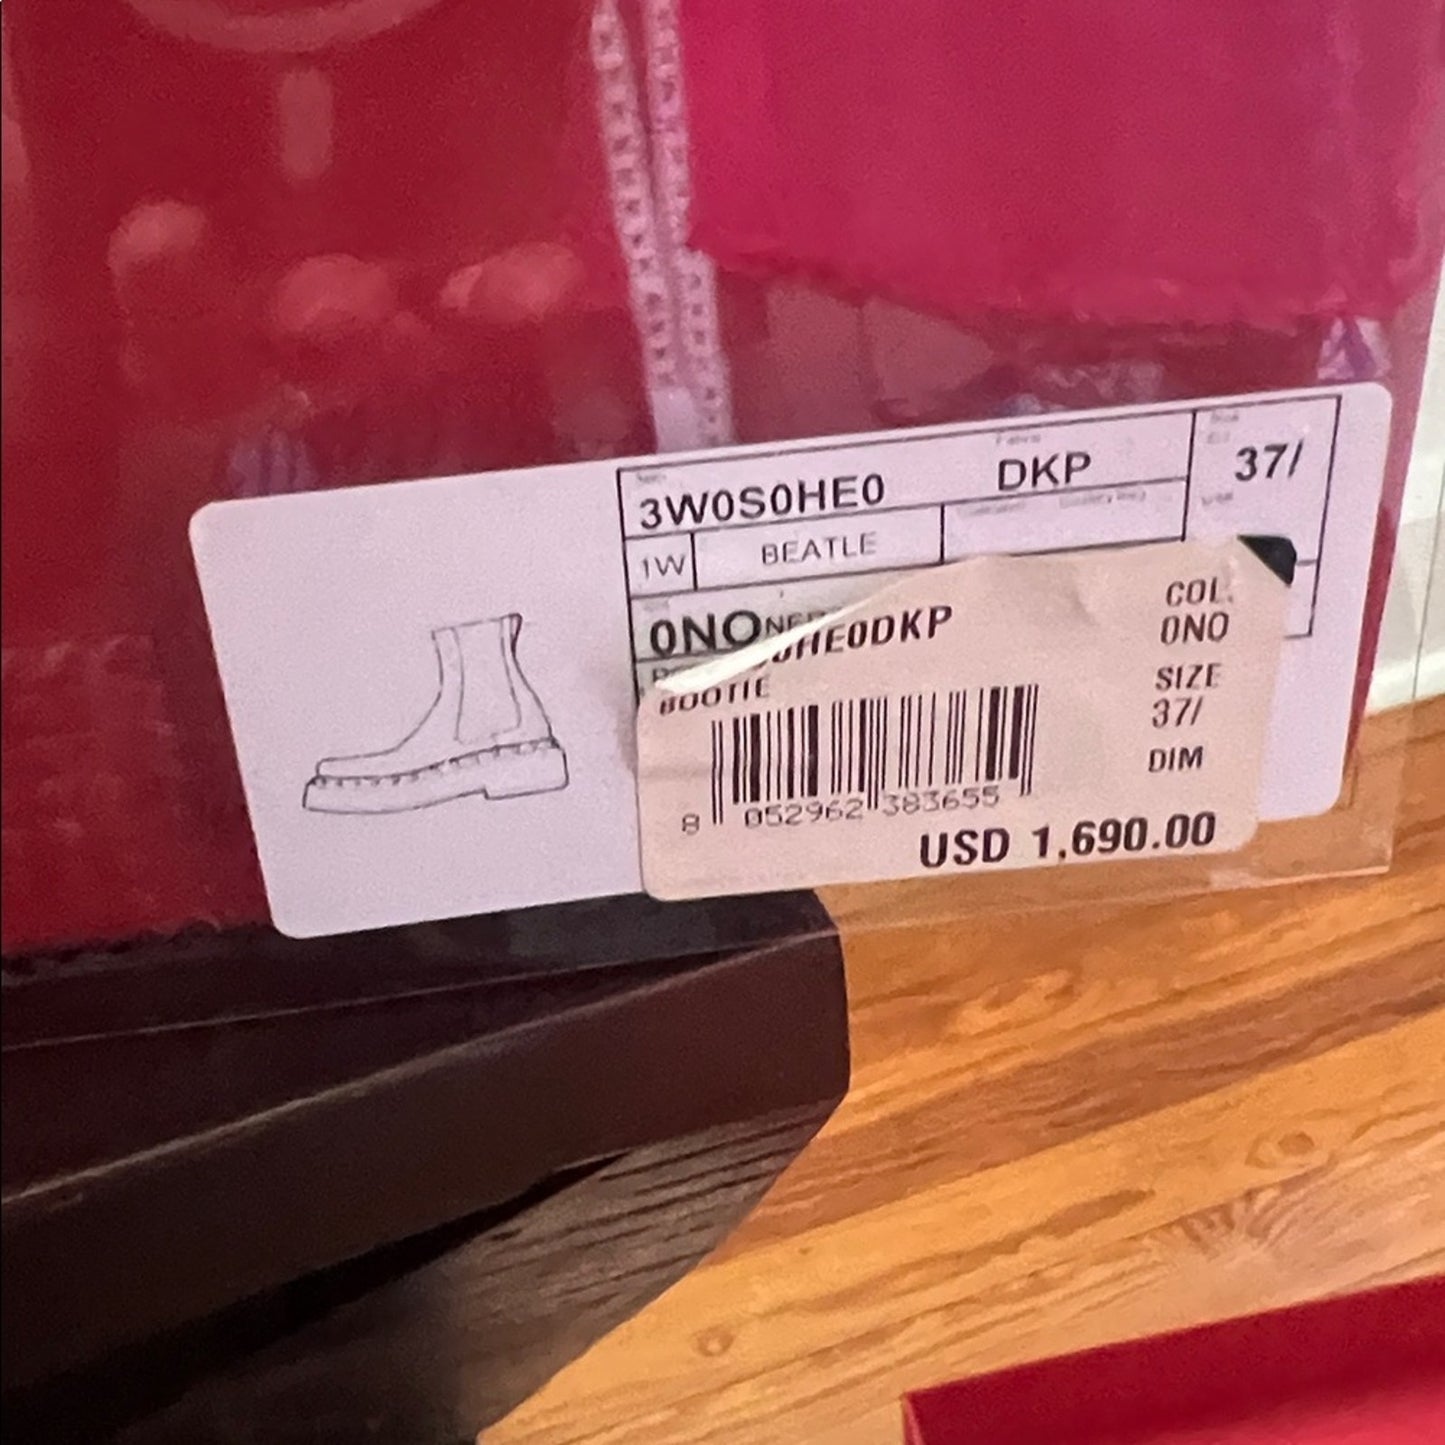 3W0S0HE0 DKP 37/
1W BEATLE
0NO
0HE0DKP
BOOTIE
COL.
0NO
SIZE
37/
DIM
8 052962 383655
USD 1,690.00